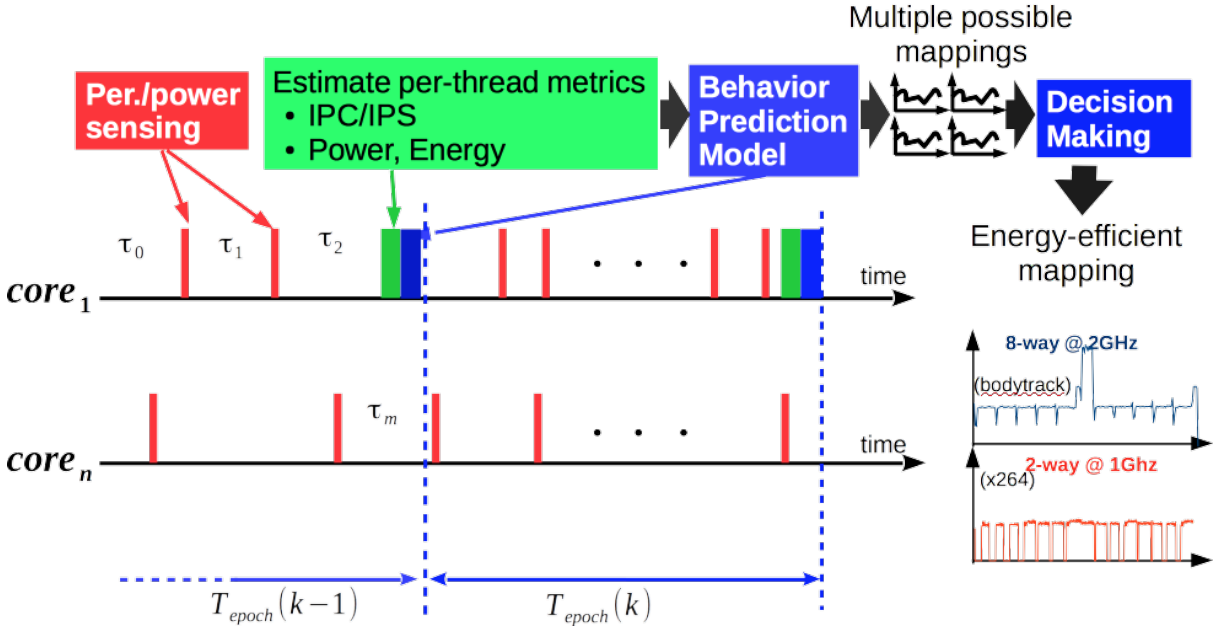 Multiple possible
mappings
Per./power
sensing
Estimate per-thread metrics
• IPC/IPS
• Power, Energy
Behavior
Prediction
Model
Decision
Making
τ0
τ1
τ2
. . .
time
core1
Energy-efficient
mapping
8-way @ 2GHz
(bodytrack)
τm
. . .
time
coren
2-way @ 1Ghz
(x264)
Tepoch(k−1)
Tepoch(k)